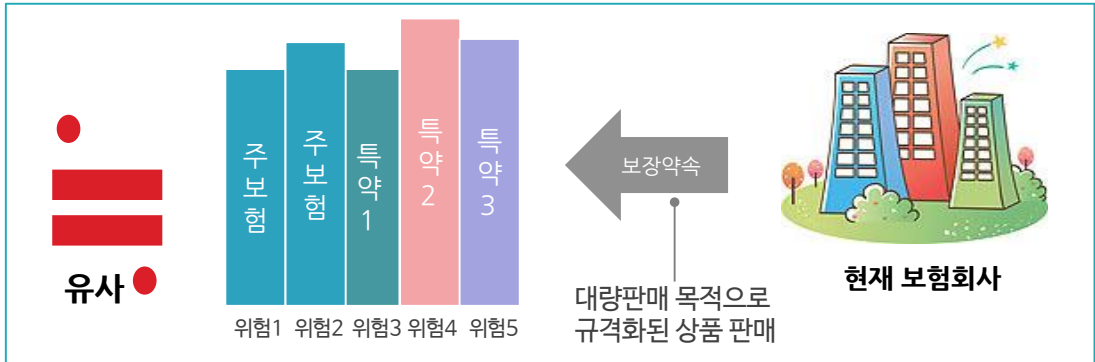 주보험
주보험
특약1
특약2
특약3
보장약속
유사
위험1 위험2 위험3 위험4 위험5
대량판매 목적으로
규격화된 상품 판매
현재 보험회사